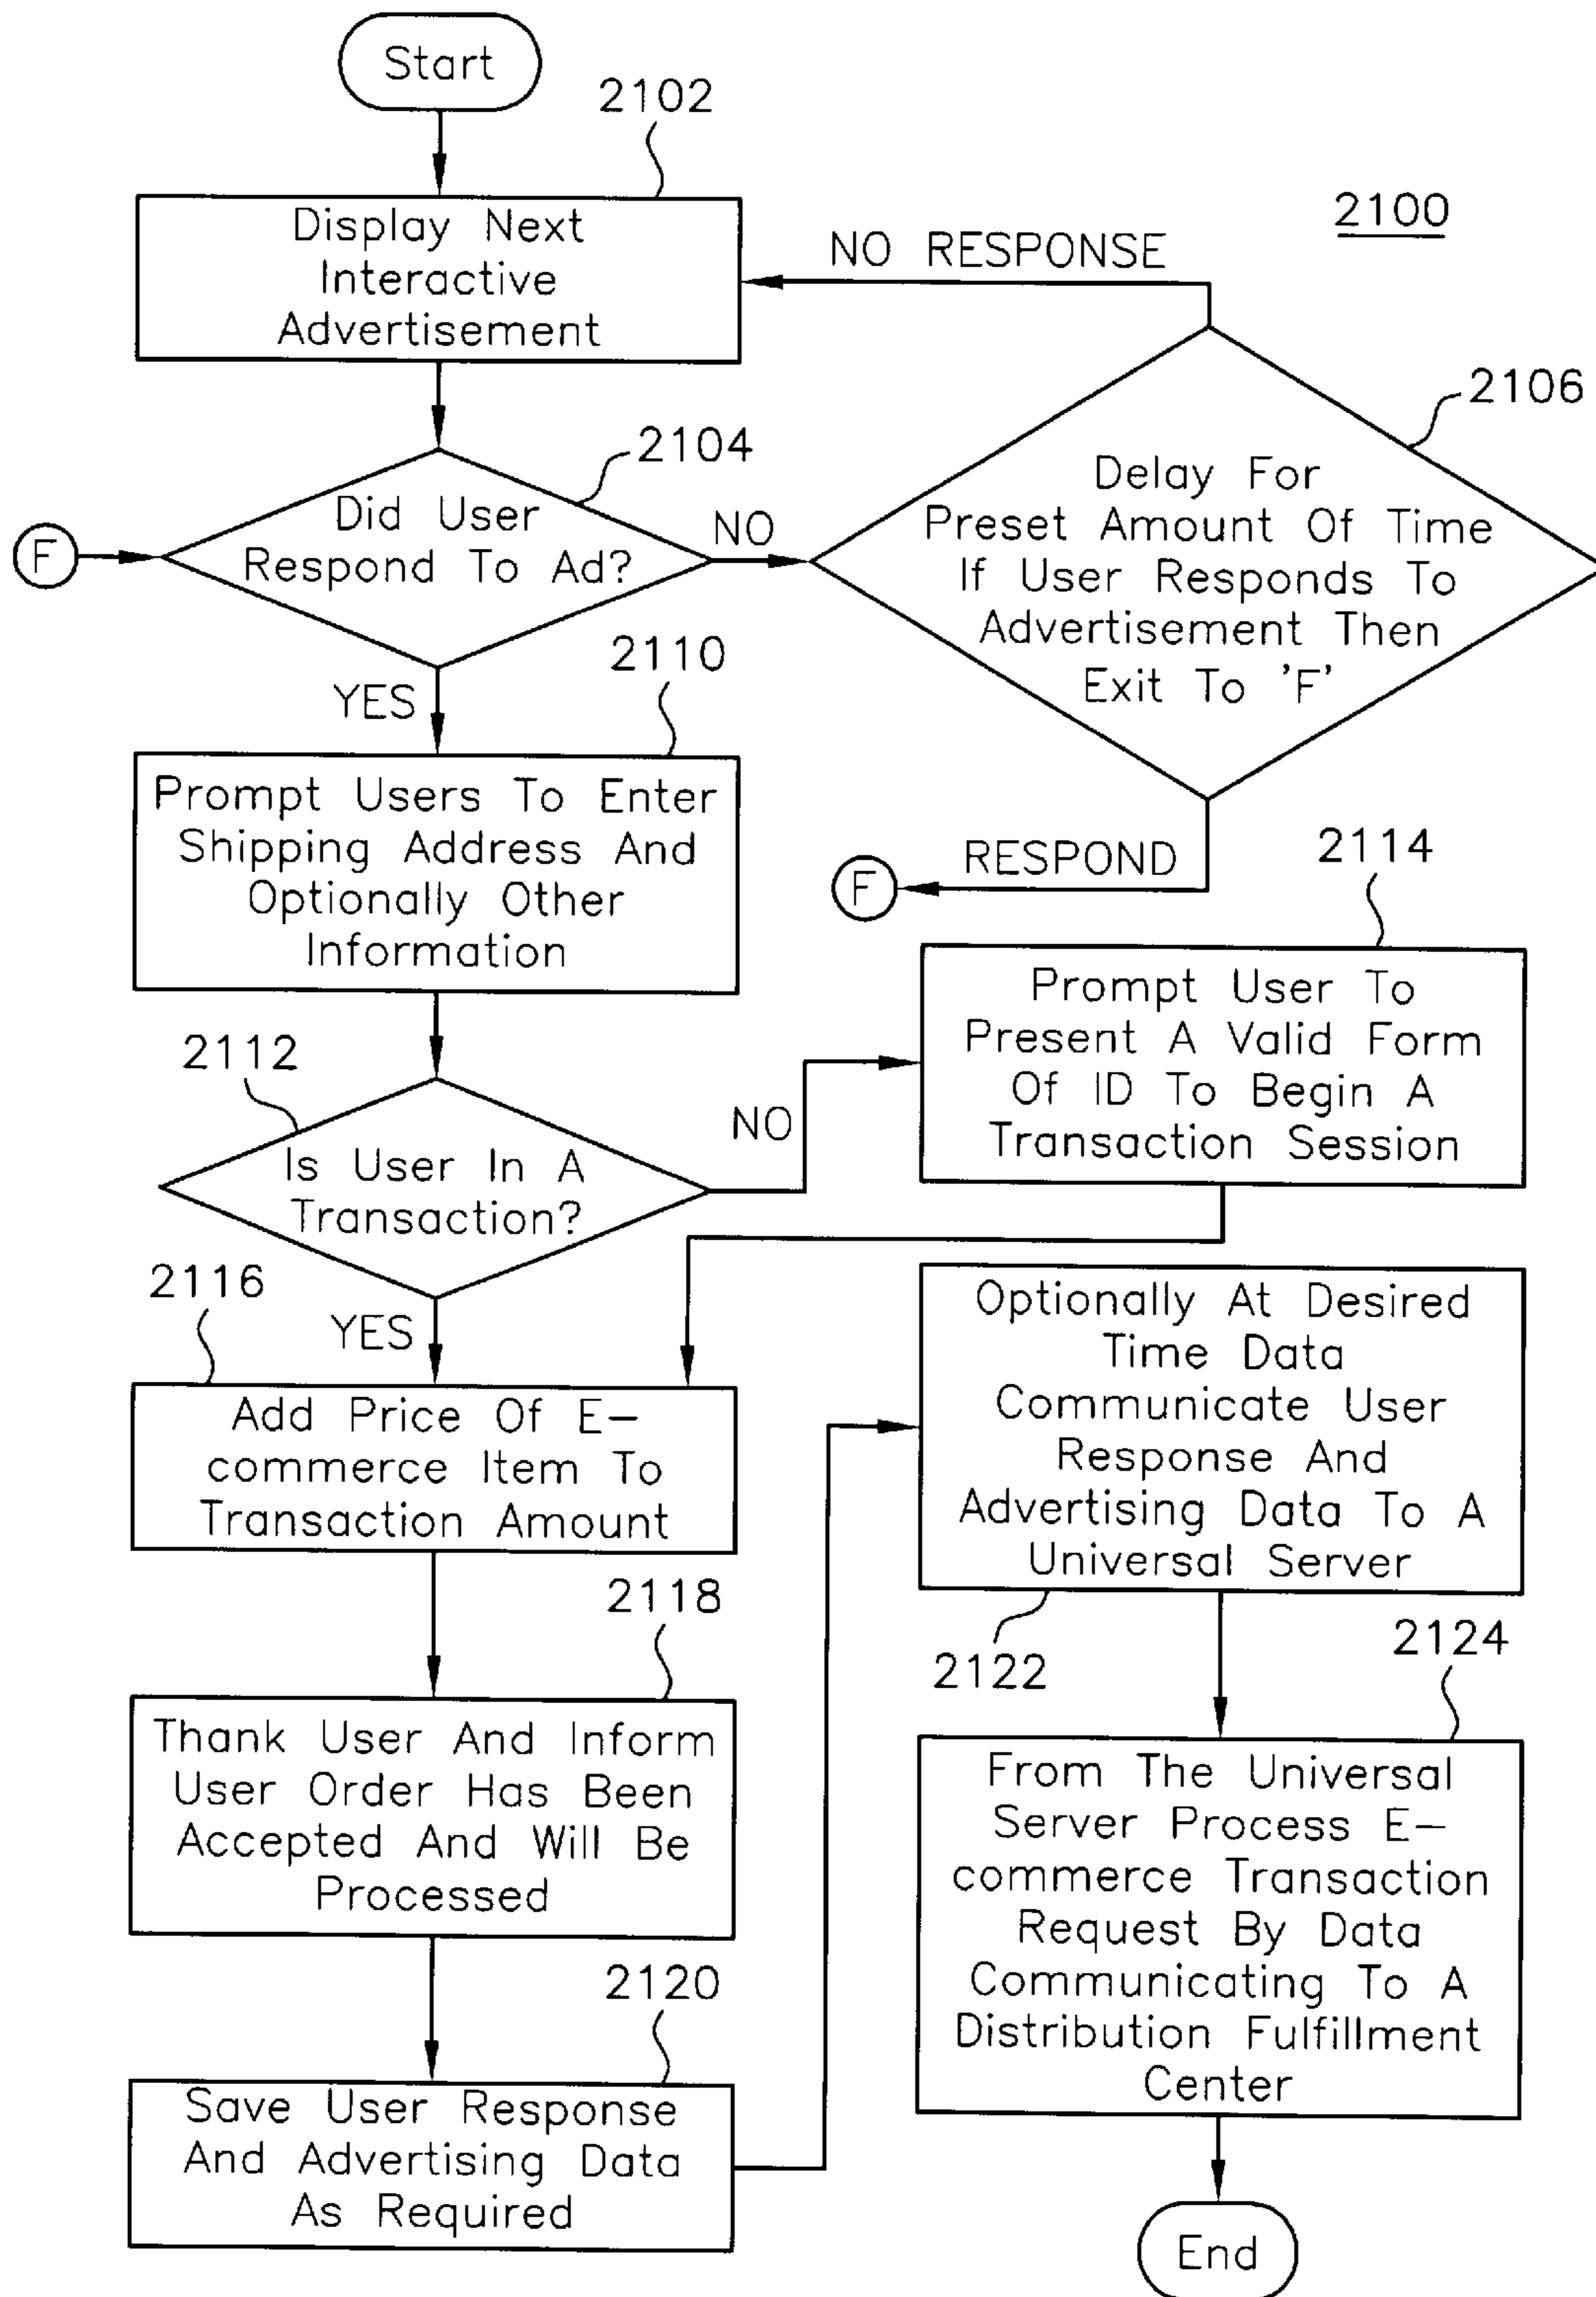 Start
2102
2100
Display Next
Interactive
Advertisement
NO RESPONSE
2106
2104
Did User
Respond To Ad?
F
NO
Delay For
Preset Amount Of Time
If User Responds To
Advertisement Then
Exit To 'F'
2110
YES
Prompt Users To Enter
Shipping Address And
Optionally Other
Information
RESPOND
F
2114
Prompt User To
Present A Valid Form
Of ID To Begin A
Transaction Session
2112
NO
Is User In A
Transaction?
2116
YES
Add Price Of E-
commerce Item To
Transaction Amount
Optionally At Desired
Time Data
Communicate User
Response And
Advertising Data To A
Universal Server
2118
2122
2124
Thank User And Inform
User Order Has Been
Accepted And Will Be
Processed
From The Universal
Server Process E-
commerce Transaction
Request By Data
Communicating To A
Distribution Fulfillment
Center
2120
Save User Response
And Advertising Data
As Required
End